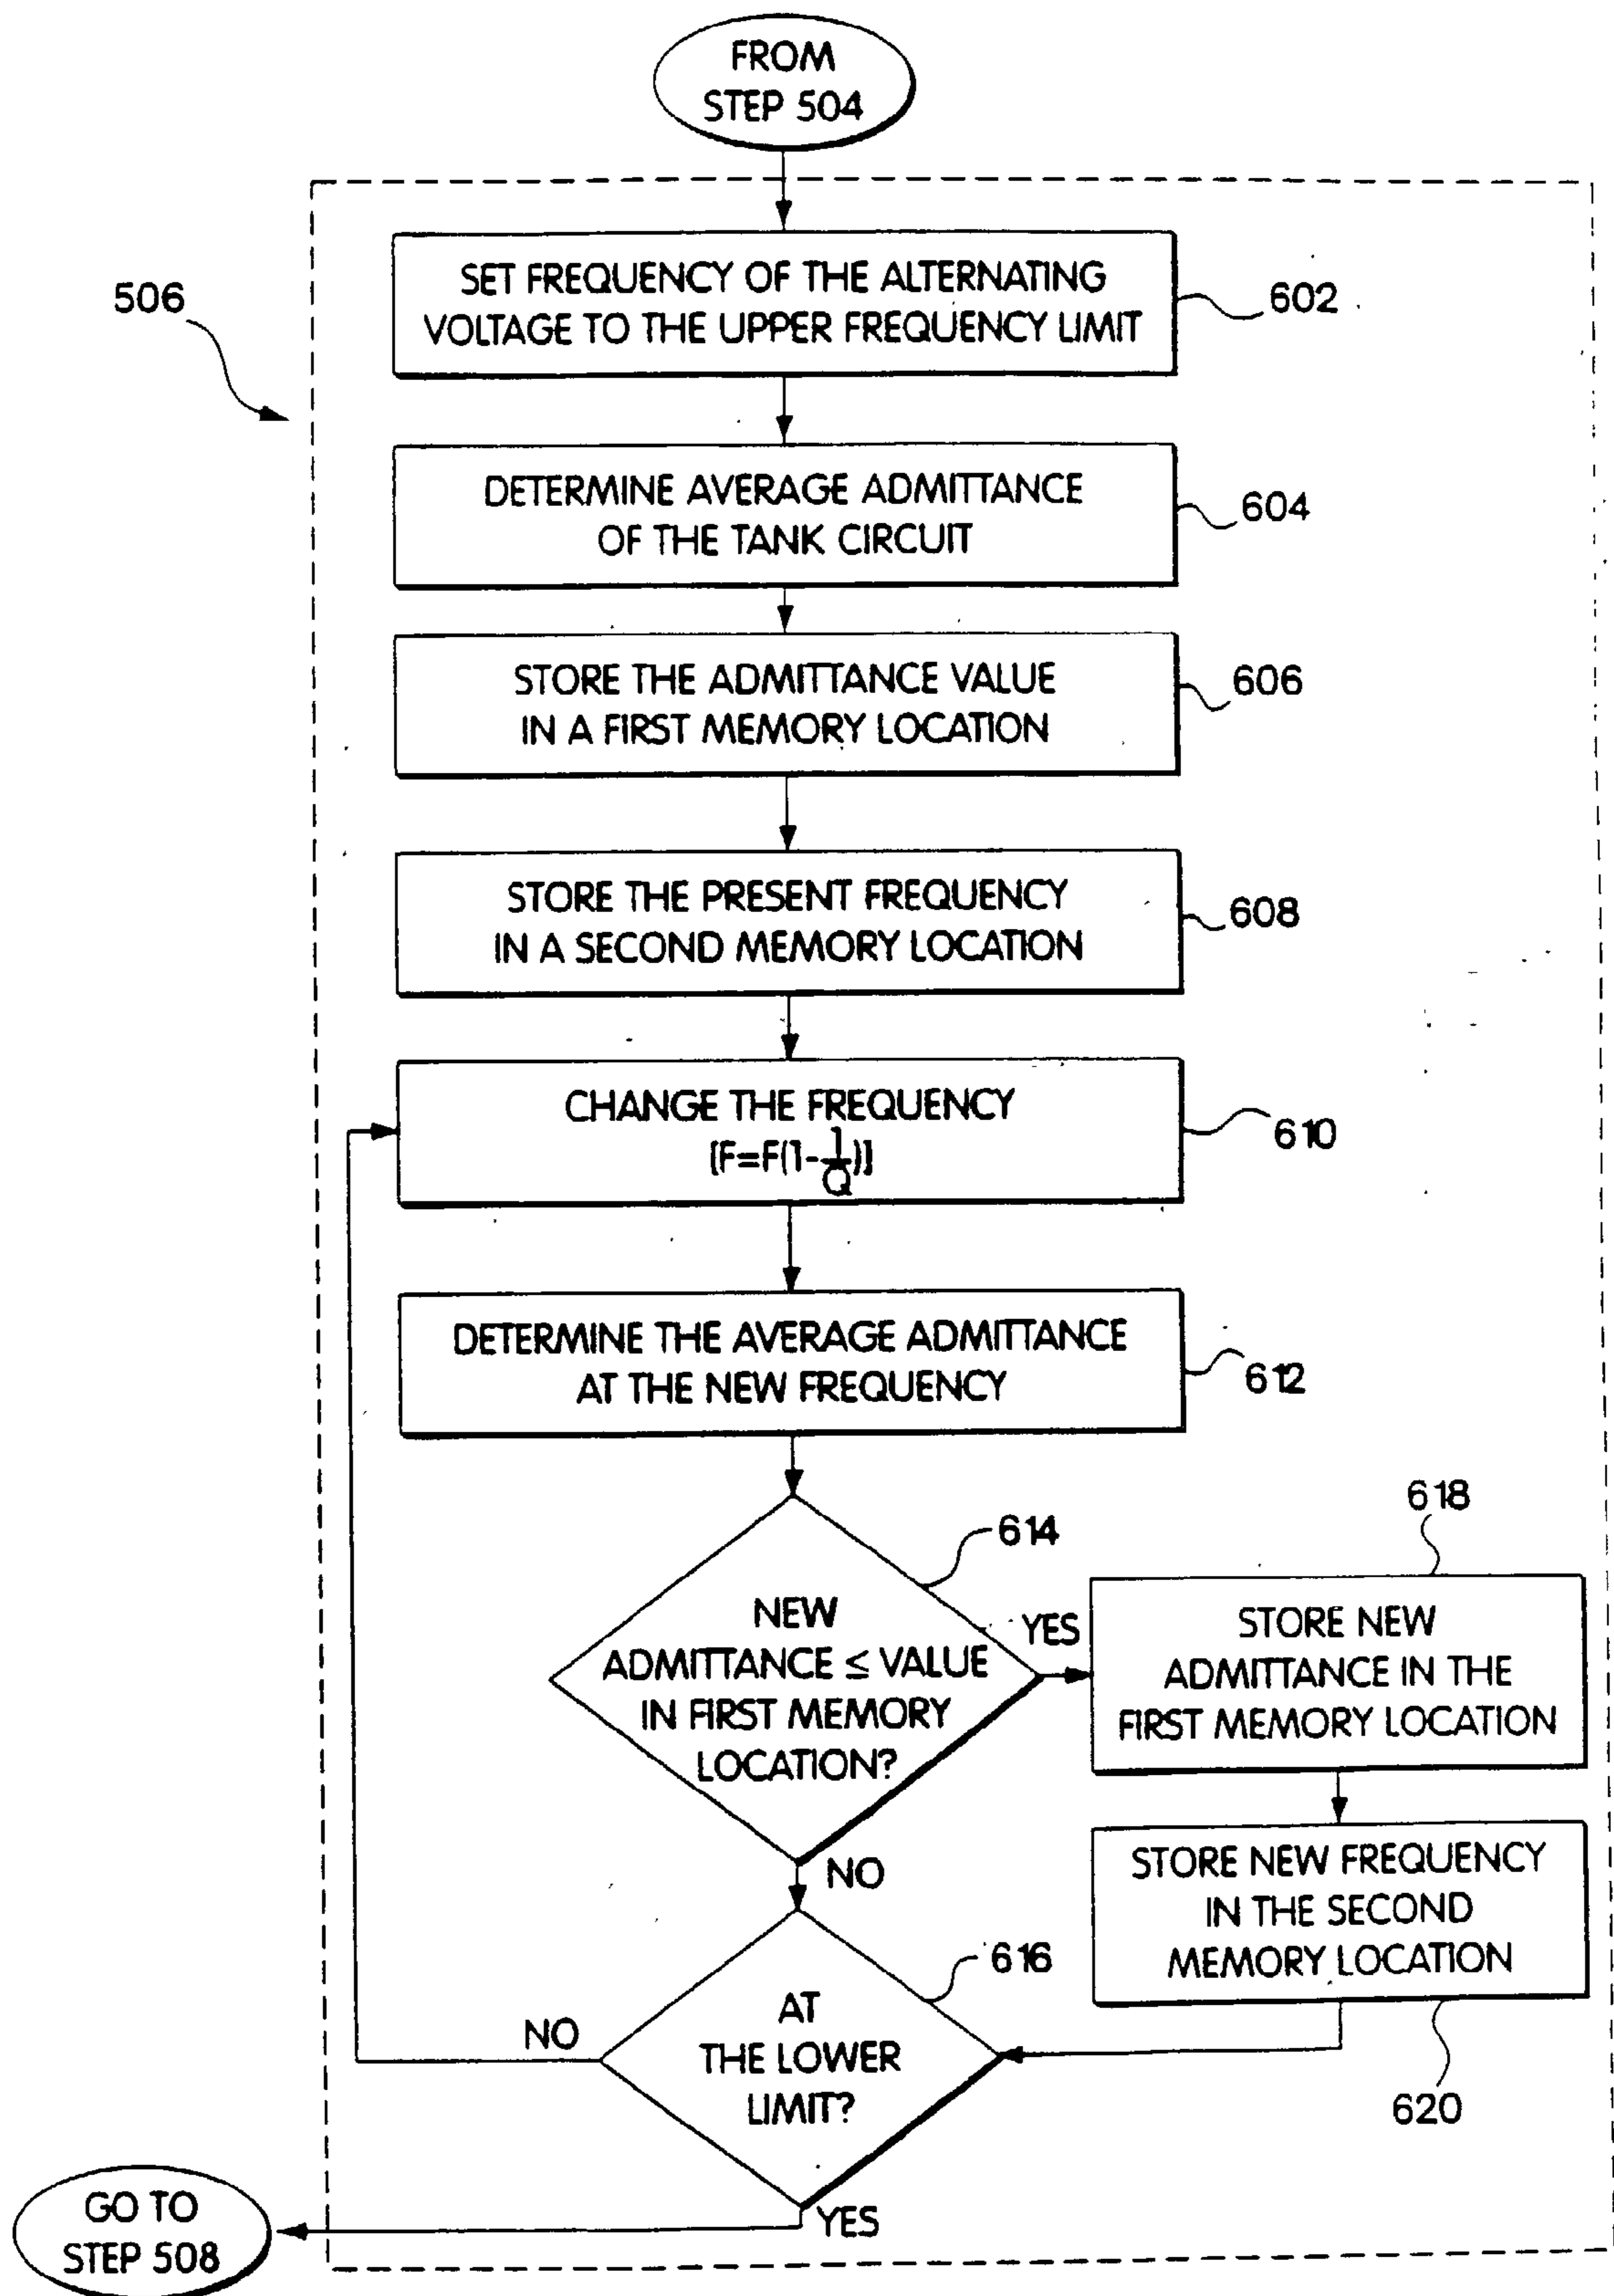 FROM
STEP 504
506
SET FREQUENCY OF THE ALTERNATING
VOLTAGE TO THE UPPER FREQUENCY LIMIT
602
DETERMINE AVERAGE ADMITTANCE
OF THE TANK CIRCUIT
604
STORE THE ADMITTANCE VALUE
IN A FIRST MEMORY LOCATION
606
STORE THE PRESENT FREQUENCY
IN A SECOND MEMORY LOCATION
608
CHANGE THE FREQUENCY
[F=F(1-1/Q)]
610
DETERMINE THE AVERAGE ADMITTANCE
AT THE NEW FREQUENCY
612
614
NEW
ADMITTANCE ≤ VALUE
IN FIRST MEMORY
LOCATION?
YES
NO
618
STORE NEW
ADMITTANCE IN THE
FIRST MEMORY LOCATION
STORE NEW FREQUENCY
IN THE SECOND
MEMORY LOCATION
620
616
AT
THE LOWER
LIMIT?
NO
YES
GO TO
STEP 508